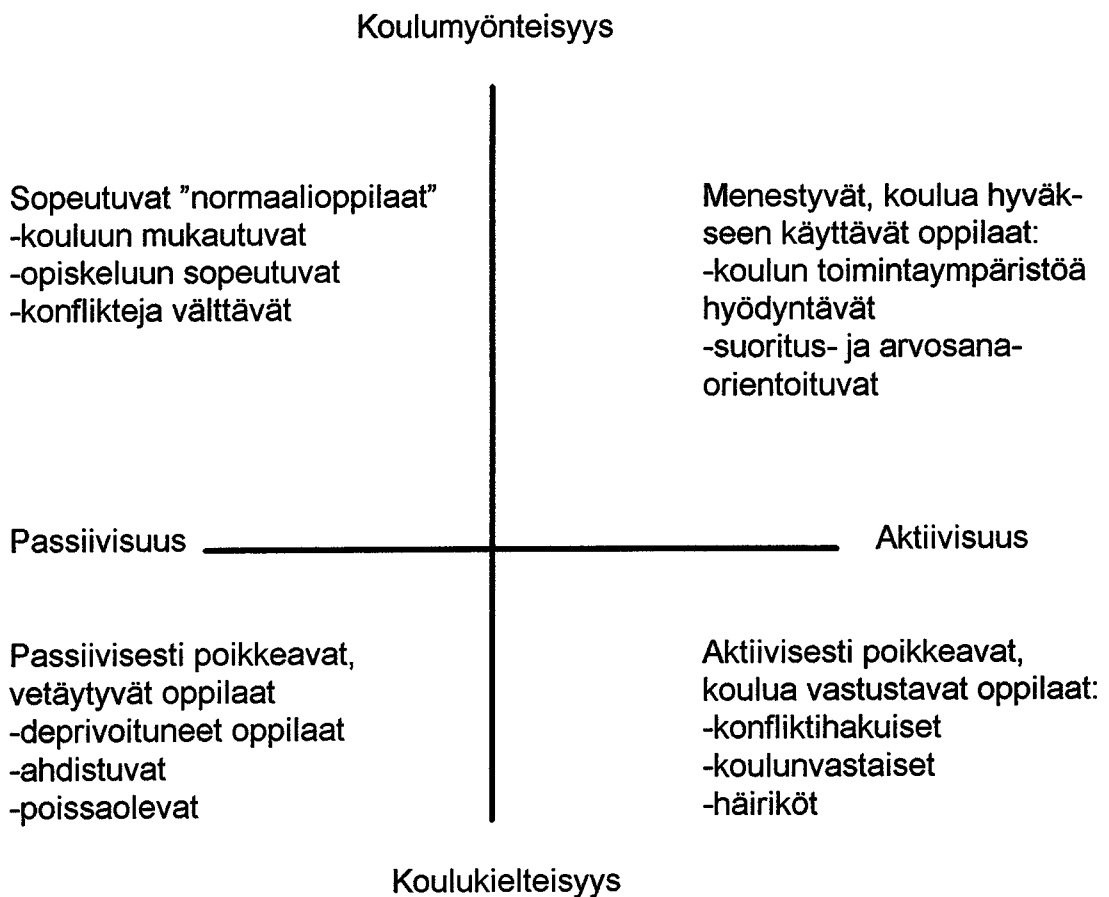 Koulumyönteisyys
Sopeutuvat ”normaalioppilaat”
-kouluun mukautuvat
-opiskeluun sopeutuvat
-konflikteja välttävät
Menestyvät, koulua hyväk-
seen käyttävät oppilaat:
-koulun toimintaympäristöä
hyödyntävät
-suoritus- ja arvosana-
orientoituvat
Passiivisuus
Aktiivisuus
Passiivisesti poikkeavat,
vetäytyvät oppilaat
-deprivoituneet oppilaat
-ahdistuvat
-poissaolevat
Aktiivisesti poikkeavat,
koulua vastustavat oppilaat:
-konfliktihakuiset
-koulunvastaiset
-häiriköt
Koulukielteisyys